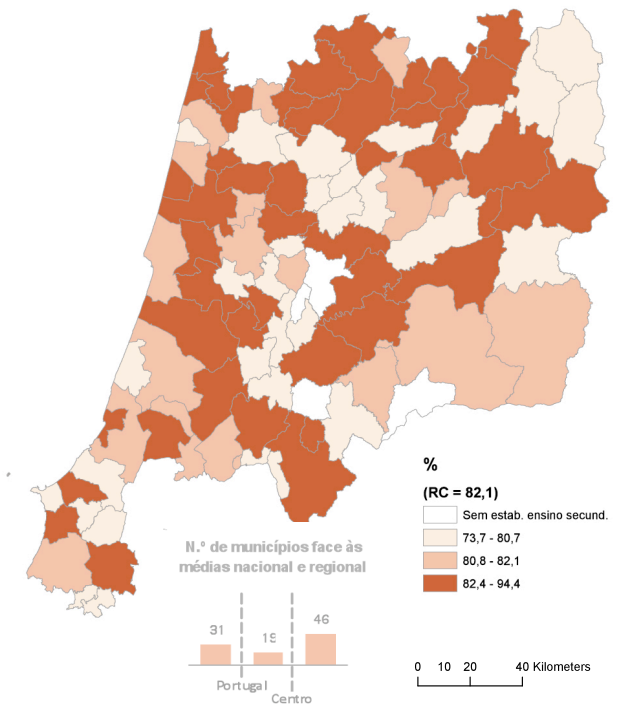 %
(RC = 82,1)
Sem estab. ensino secund.
73,7 - 80,7
80,8 - 82,1
82,4 - 94,4
N.º de municípios face às
médias nacional e regional
31
19
46
Portugal
Centro
0 10 20 40 Kilometers